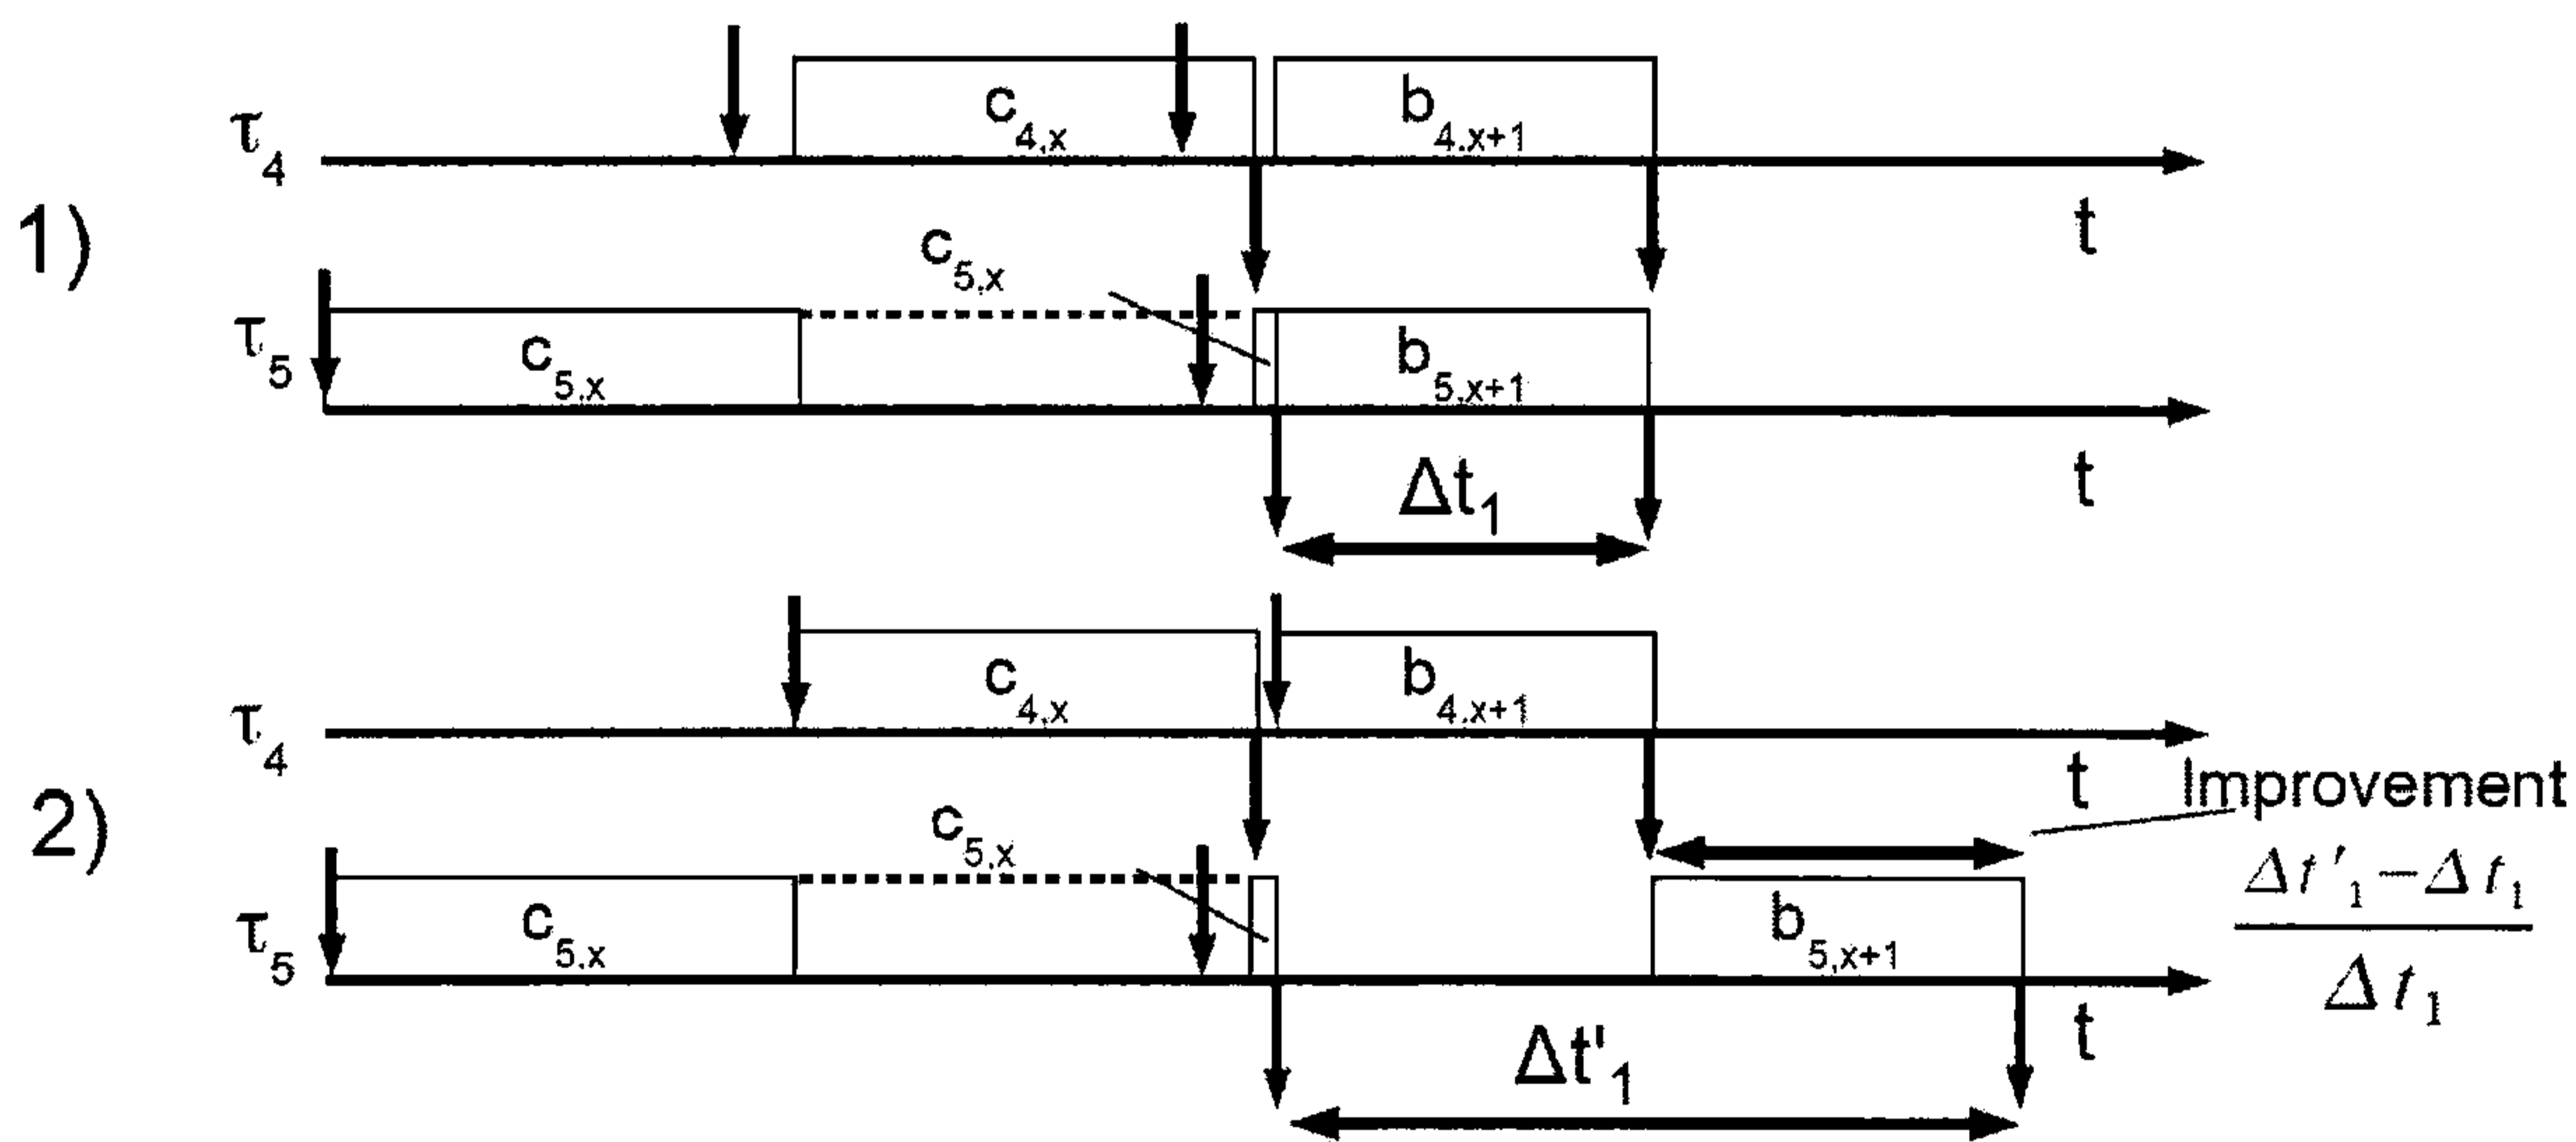 1)
τ4
c4,x
b4.x+1
t
c5,x
τ5
c5,x
b5,x+1
t
Δt1
2)
τ4
c4,x
b4.x+1
t
Improvement
c5,x
τ5
c5,x
b5,x+1
Δt'1−Δt1
Δt1
t
Δt'1